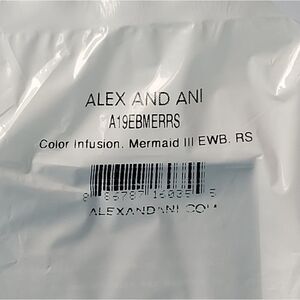 ALEX AND ANI
A19EBMERRS
Color Infusion, Mermaid III EWB, RS
ALEXANDANI.COM